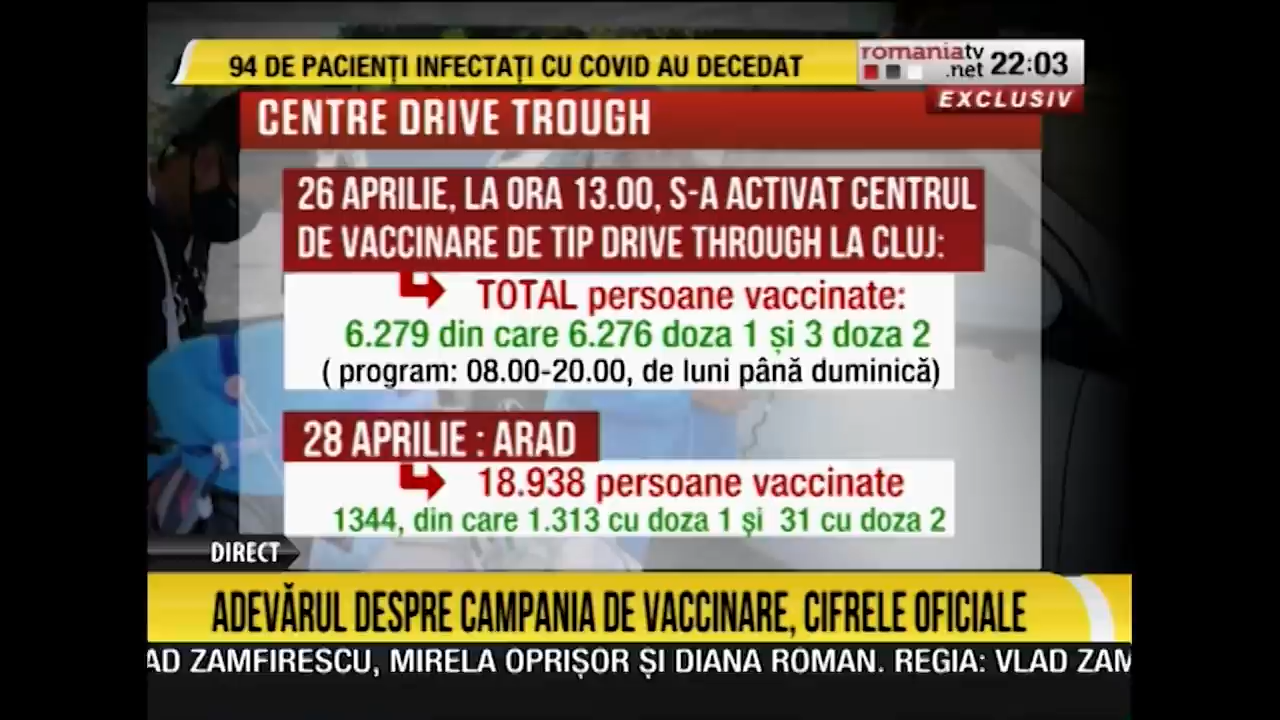 94 DE PACIENȚI INFECTAȚI CU COVID AU DECEDAT
romaniatv
.net 22:03
EXCLUSIV
CENTRE DRIVE TROUGH
26 APRILIE, LA ORA 13.00, S-A ACTIVAT CENTRUL
DE VACCINARE DE TIP DRIVE THROUGH LA CLUJ:
TOTAL persoane vaccinate:
6.279 din care 6.276 doza 1 și 3 doza 2
( program: 08.00-20.00, de luni până duminică)
28 APRILIE : ARAD
18.938 persoane vaccinate
1344, din care 1.313 cu doza 1 și 31 cu doza 2
DIRECT
ADEVĂRUL DESPRE CAMPANIA DE VACCINARE, CIFRELE OFICIALE
AD ZAMFIRESCU, MIRELA OPRIȘOR ȘI DIANA ROMAN. REGIA: VLAD ZAM